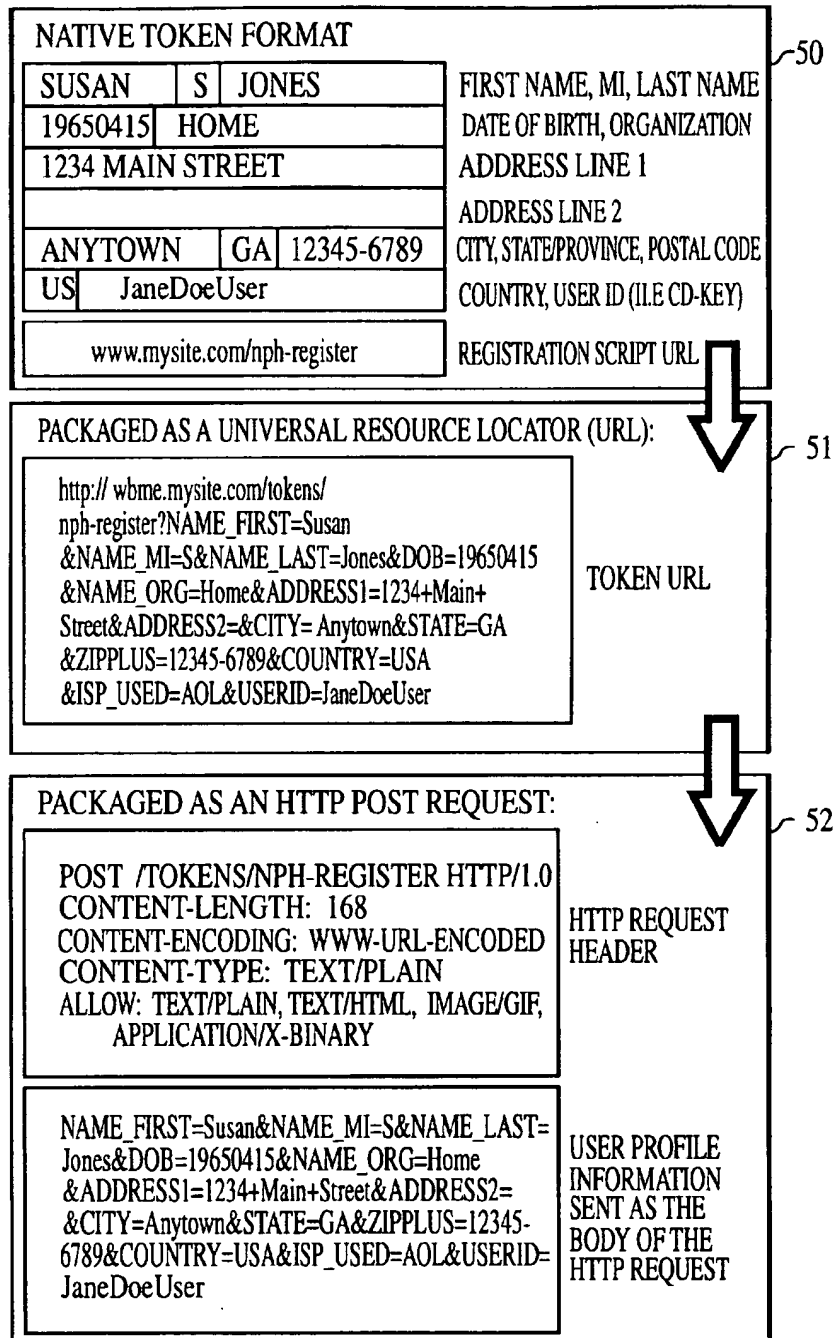 NATIVE TOKEN FORMAT
50
SUSAN S JONES FIRST NAME, MI, LAST NAME
19650415 HOME DATE OF BIRTH, ORGANIZATION
1234 MAIN STREET ADDRESS LINE 1
ADDRESS LINE 2
ANYTOWN GA 12345-6789 CITY, STATE/PROVINCE, POSTAL CODE
US JaneDoeUser COUNTRY, USER ID (II.E CD-KEY)
www.mysite.com/nph-register REGISTRATION SCRIPT URL
PACKAGED AS A UNIVERSAL RESOURCE LOCATOR (URL):
51
http:// wbme.mysite.com/tokens/
nph-register?NAME_FIRST=Susan
&NAME_MI=S&NAME_LAST=Jones&DOB=19650415
&NAME_ORG=Home&ADDRESS1=1234+Main+
Street&ADDRESS2=&CITY= Anytown&STATE=GA
&ZIPPLUS=12345-6789&COUNTRY=USA
&ISP_USED=AOL&USERID=JaneDoeUser
TOKEN URL
PACKAGED AS AN HTTP POST REQUEST:
52
POST /TOKENS/NPH-REGISTER HTTP/1.0
CONTENT-LENGTH: 168
CONTENT-ENCODING: WWW-URL-ENCODED
CONTENT-TYPE: TEXT/PLAIN
ALLOW: TEXT/PLAIN, TEXT/HTML, IMAGE/GIF,
APPLICATION/X-BINARY
HTTP REQUEST
HEADER
NAME_FIRST=Susan&NAME_MI=S&NAME_LAST=
Jones&DOB=19650415&NAME_ORG=Home
&ADDRESS1=1234+Main+Street&ADDRESS2=
&CITY=Anytown&STATE=GA&ZIPPLUS=12345-
6789&COUNTRY=USA&ISP_USED=AOL&USERID=
JaneDoeUser
USER PROFILE
INFORMATION
SENT AS THE
BODY OF THE
HTTP REQUEST